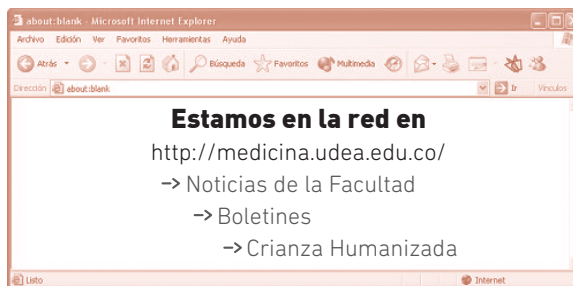 about:blank - Microsoft Internet Explorer
Archivo Edición Ver Favoritos Herramientas Ayuda
Atrás Búsqueda Favoritos Multimedia
Dirección about:blank Ir Vínculos
Estamos en la red en
http://medicina.udea.edu.co/
-> Noticias de la Facultad
-> Boletines
-> Crianza Humanizada
Listo Internet